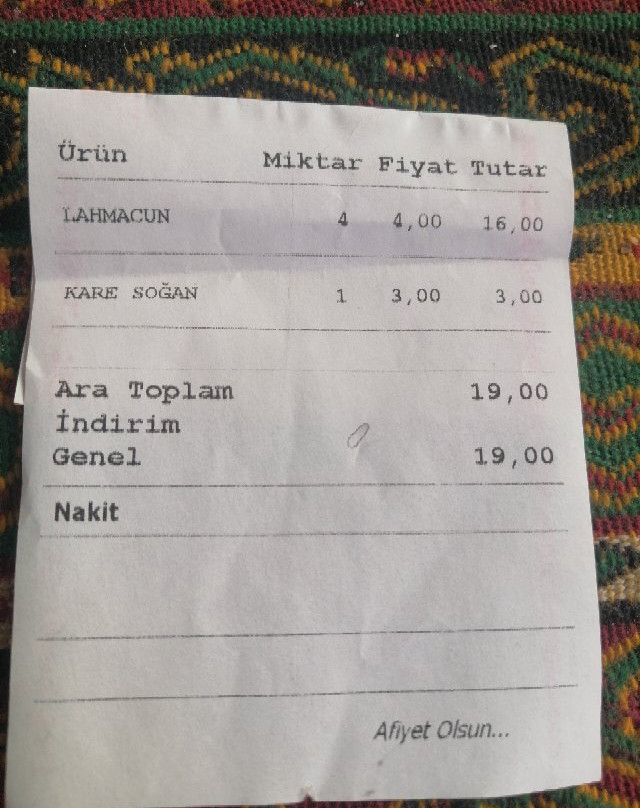 Ürün Miktar Fiyat Tutar
LAHMACUN 4 4,00 16,00
KARE SOĞAN 1 3,00 3,00
Ara Toplam 19,00
İndirim
Genel 19,00
Nakit
Afiyet Olsun...